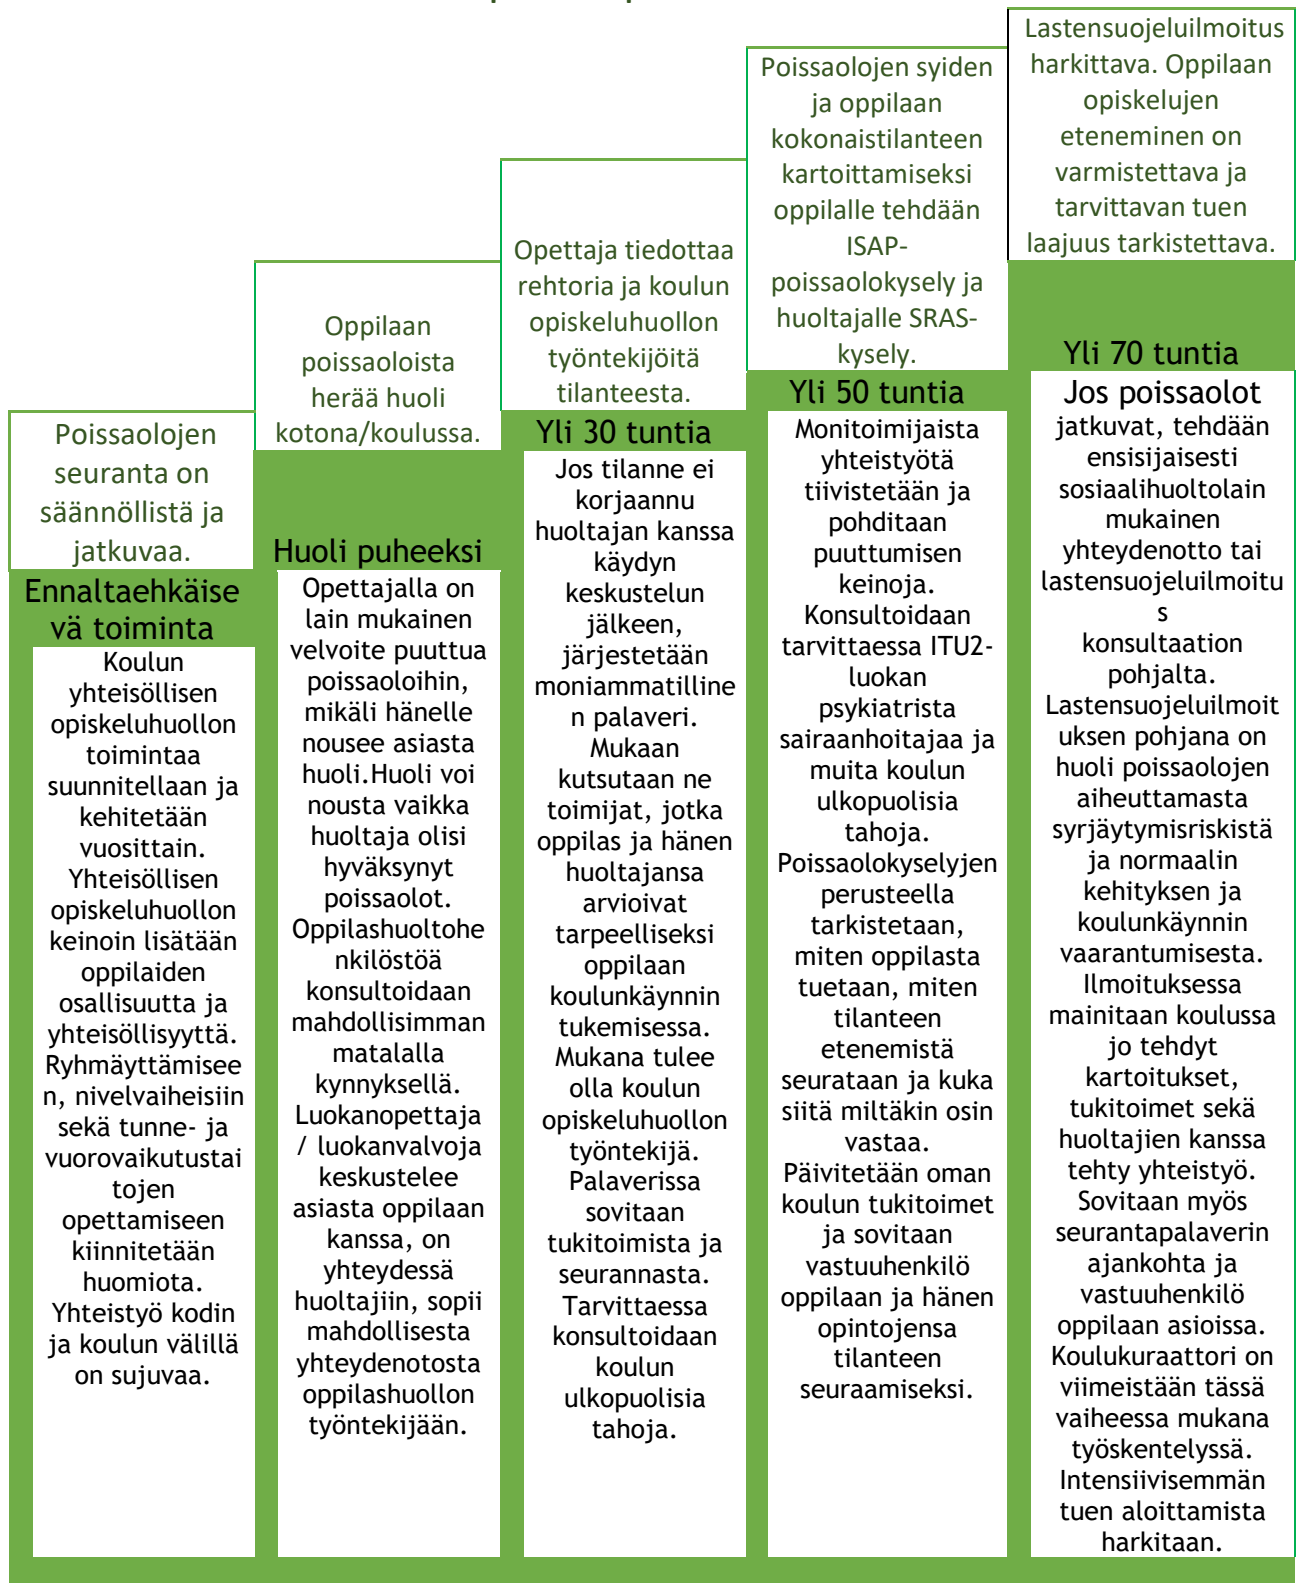 Poissaolojen
seuranta on
säännöllistä ja
jatkuvaa.
Ennaltaehkäise
vä toiminta
Koulun
yhteisöllisen
opiskeluhuollon
toimintaa
suunnitellaan ja
kehitetään
vuosittain.
Yhteisöllisen
opiskeluhuollon
keinoin lisätään
oppilaiden
osallisuutta ja
yhteisöllisyyttä.
Ryhmäyttämisee
n, nivelvaiheisiin
sekä tunne- ja
vuorovaikutustai
tojen
opettamiseen
kiinnitetään
huomiota.
Yhteistyö kodin
ja koulun välillä
on sujuvaa.
Oppilaan
poissaoloista
herää huoli
kotona/koulussa.
Huoli puheeksi
Opettajalla on
lain mukainen
velvoite puuttua
poissaoloihin,
mikäli hänelle
nousee asiasta
huoli.Huoli voi
nousta vaikka
huoltaja olisi
hyväksynyt
poissaolot.
Oppilashuoltohe
nkilöstöä
konsultoidaan
mahdollisimman
matalalla
kynnyksellä.
Luokanopettaja
/ luokanvalvoja
keskustelee
asiasta oppilaan
kanssa, on
yhteydessä
huoltajiin, sopii
mahdollisesta
yhteydenotosta
oppilashuollon
työntekijään.
Opettaja tiedottaa
rehtoria ja koulun
opiskeluhuollon
työntekijöitä
tilanteesta.
Yli 30 tuntia
Jos tilanne ei
korjaannu
huoltajan kanssa
käydyn
keskustelun
jälkeen,
järjestetään
moniammatilline
n palaveri.
Mukaan
kutsutaan ne
toimijat, jotka
oppilas ja hänen
huoltajansa
arvioivat
tarpeelliseksi
oppilaan
koulunkäynnin
tukemisessa.
Mukana tulee
olla koulun
opiskeluhuollon
työntekijä.
Palaverissa
sovitaan
tukitoimista ja
seurannasta.
Tarvittaessa
konsultoidaan
koulun
ulkopuolisia
tahoja.
Poissaolojen syiden
ja oppilaan
kokonaistilanteen
kartoittamiseksi
oppilalle tehdään
ISAP-
poissaolokysely ja
huoltajalle SRAS-
kysely.
Yli 50 tuntia
Monitoimijaista
yhteistyötä
tiivistetään ja
pohditaan
puuttumisen
keinoja.
Konsultoidaan
tarvittaessa ITU2-
luokan
psykiatrista
sairaanhoitajaa ja
muita koulun
ulkopuolisia
tahoja.
Poissaolokyselyjen
perusteella
tarkistetaan,
miten oppilasta
tuetaan, miten
tilanteen
etenemistä
seurataan ja kuka
siitä miltäkin osin
vastaa.
Päivitetään oman
koulun tukitoimet
ja sovitaan
vastuuhenkilö
oppilaan ja hänen
opintojensa
tilanteen
seuraamiseksi.
Lastensuojeluilmoitus
harkittava. Oppilaan
opiskelujen
eteneminen on
varmistettava ja
tarvittavan tuen
laajuus tarkistettava.
Yli 70 tuntia
Jos poissaolot
jatkuvat, tehdään
ensisijaisesti
sosiaalihuoltolain
mukainen
yhteydenotto tai
lastensuojeluilmoitu
s
konsultaation
pohjalta.
Lastensuojeluilmoit
uksen pohjana on
huoli poissaolojen
aiheuttamasta
syrjäytymisriskistä
ja normaalin
kehityksen ja
koulunkäynnin
vaarantumisesta.
Ilmoituksessa
mainitaan koulussa
jo tehdyt
kartoitukset,
tukitoimet sekä
huoltajien kanssa
tehty yhteistyö.
Sovitaan myös
seurantapalaverin
ajankohta ja
vastuuhenkilö
oppilaan asioissa.
Koulukuraattori on
viimeistään tässä
vaiheessa mukana
työskentelyssä.
Intensiivisemmän
tuen aloittamista
harkitaan.